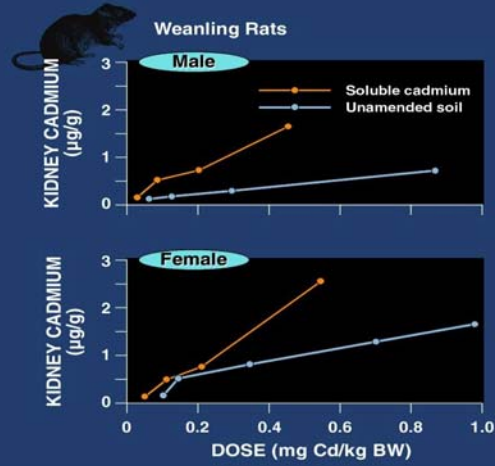 Weanling Rats
Male
KIDNEY CADMIUM
(µg/g)
3
2
1
0
Soluble cadmium
Unamended soil
0
Female
KIDNEY CADMIUM
(µg/g)
3
2
1
0
0
0.2
0.4
0.6
0.8
1.0
DOSE (mg Cd/kg BW)